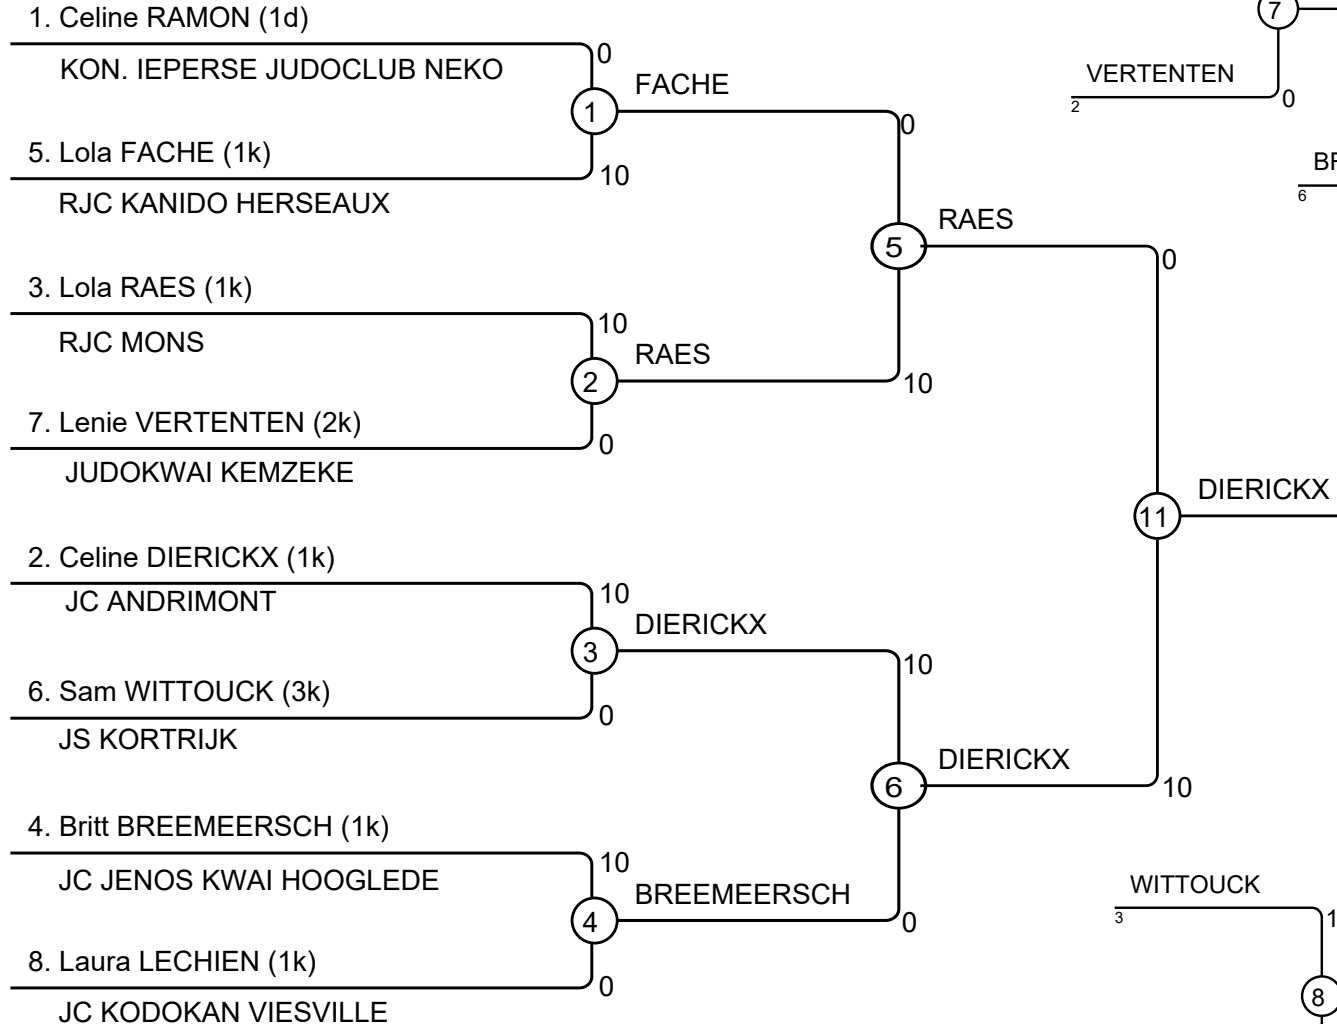 1. Celine RAMON (1d)
0
KON. IEPERSE JUDOCLUB NEKO
FACHE
1
0
5. Lola FACHE (1k)
10
RJC KANIDO HERSEAUX
RAES
5
0
3. Lola RAES (1k)
10
RJC MONS
RAES
2
10
7. Lenie VERTENTEN (2k)
0
JUDOKWAI KEMZEKE
DIERICKX
11
2. Celine DIERICKX (1k)
10
JC ANDRIMONT
DIERICKX
3
10
6. Sam WITTOUCK (3k)
0
JS KORTRIJK
DIERICKX
6
10
4. Britt BREEMEERSCH (1k)
10
JC JENOS KWAI HOOGLEDE
BREEMEERSCH
4
0
8. Laura LECHIEN (1k)
0
JC KODOKAN VIESVILLE
7
VERTENTEN
2
0
6
WITTOUCK
3
8